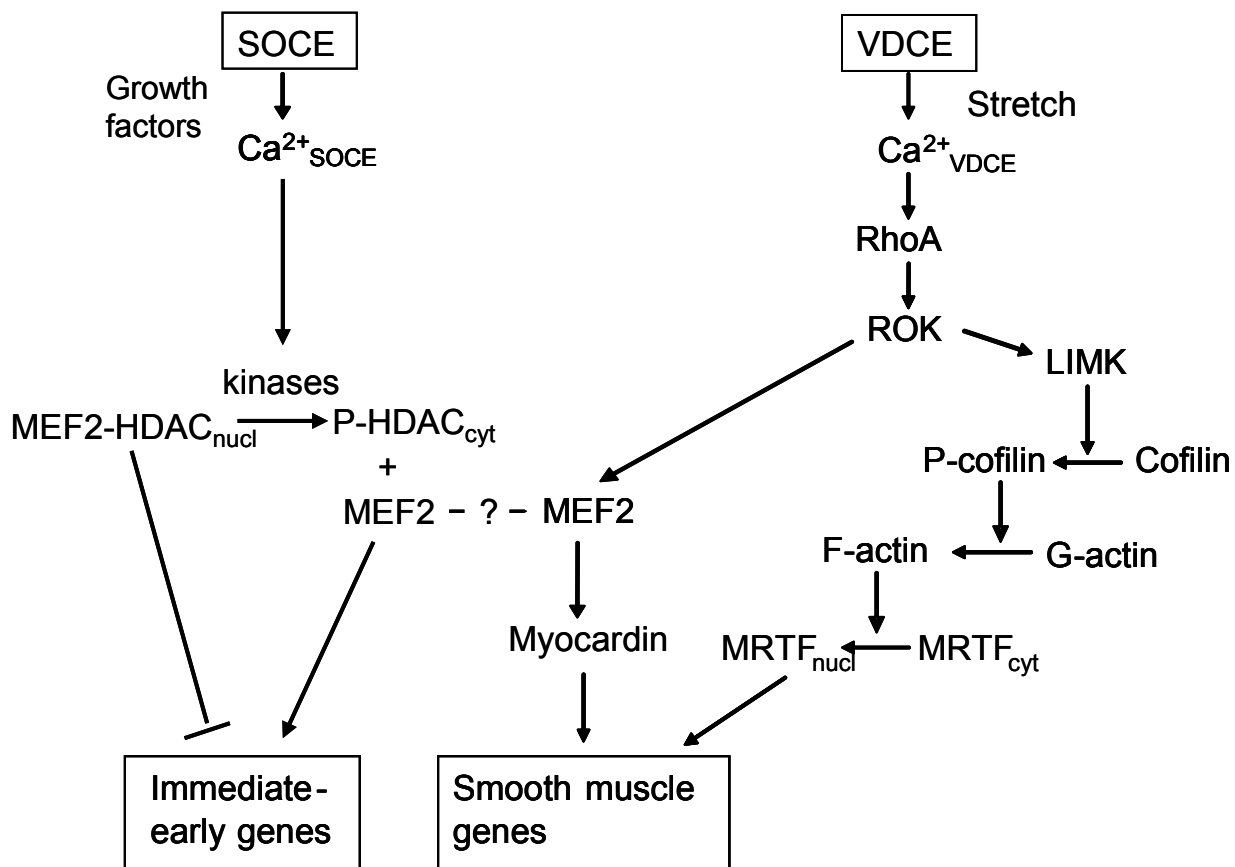 SOCE
VDCE
Growth
factors
Stretch
Ca²⁺SOCE
Ca²⁺VDCE
RhoA
ROK
LIMK
kinases
MEF2-HDACnucl
P-HDACcyt
+
P-cofilin
Cofilin
MEF2 – ? – MEF2
F-actin
G-actin
Myocardin
MRTFnucl
MRTFcyt
Immediate-
early genes
Smooth muscle
genes